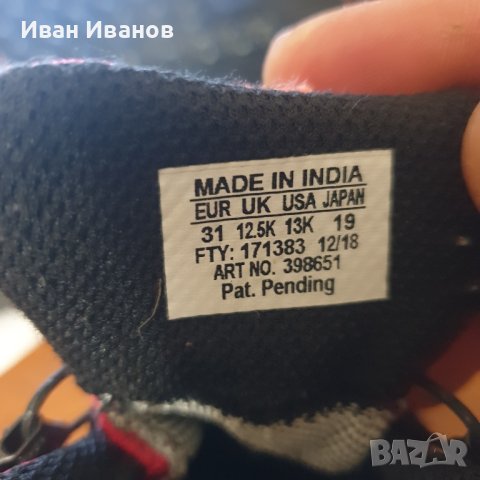 Иван Иванов
MADE IN INDIA
EUR UK USA JAPAN
31 12.5K 13K 19
FTY: 171383 12/18
ART NO. 398651
Pat. Pending
BAZAR